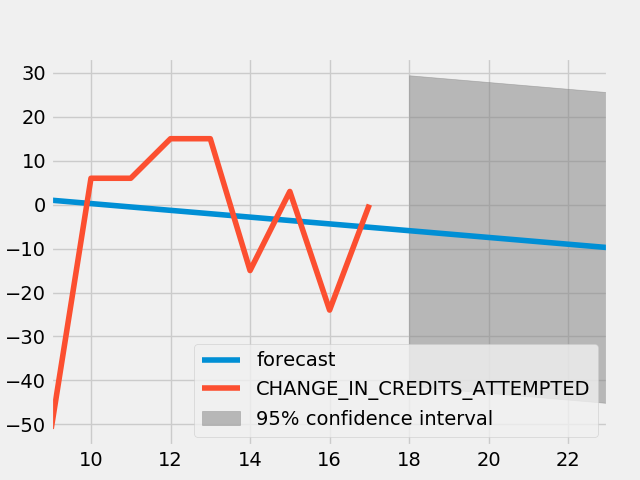 30
20
10
0
−10
−20
−30
−40
−50
forecast
CHANGE_IN_CREDITS_ATTEMPTED
95% confidence interval
10 12 14 16 18 20 22